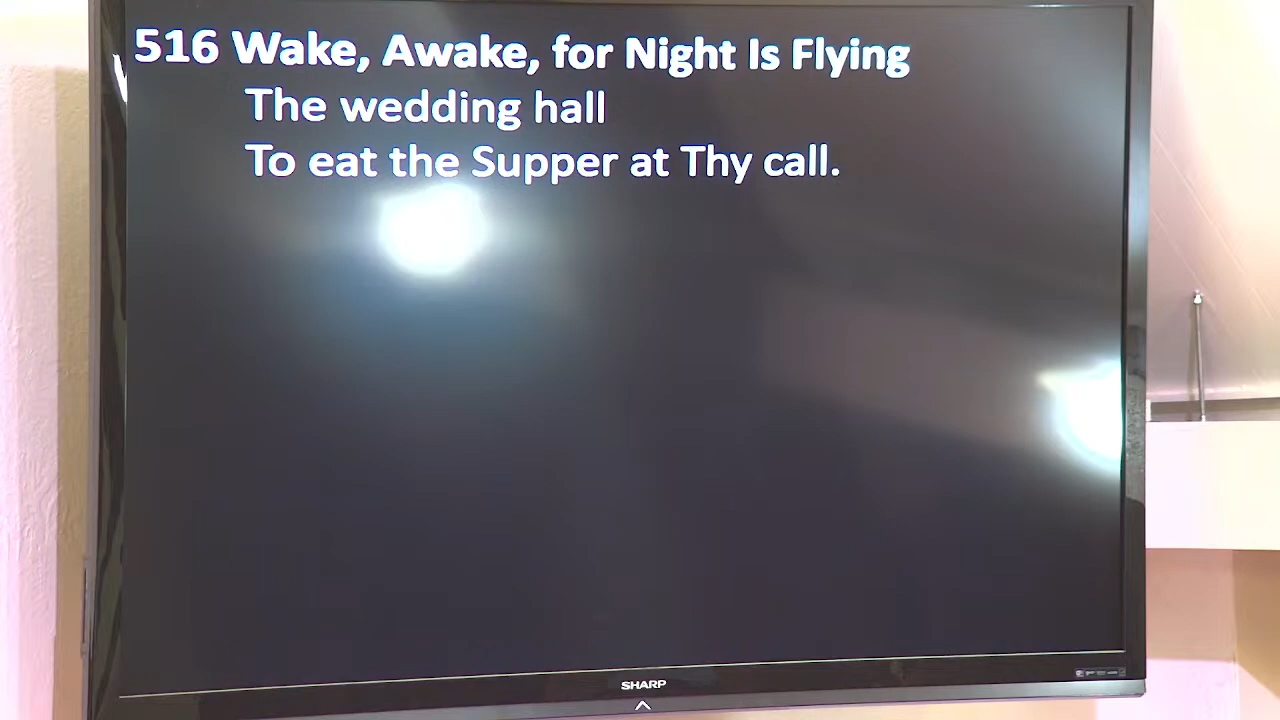 516 Wake, Awake, for Night Is Flying
The wedding hall
To eat the Supper at Thy call.
SHARP